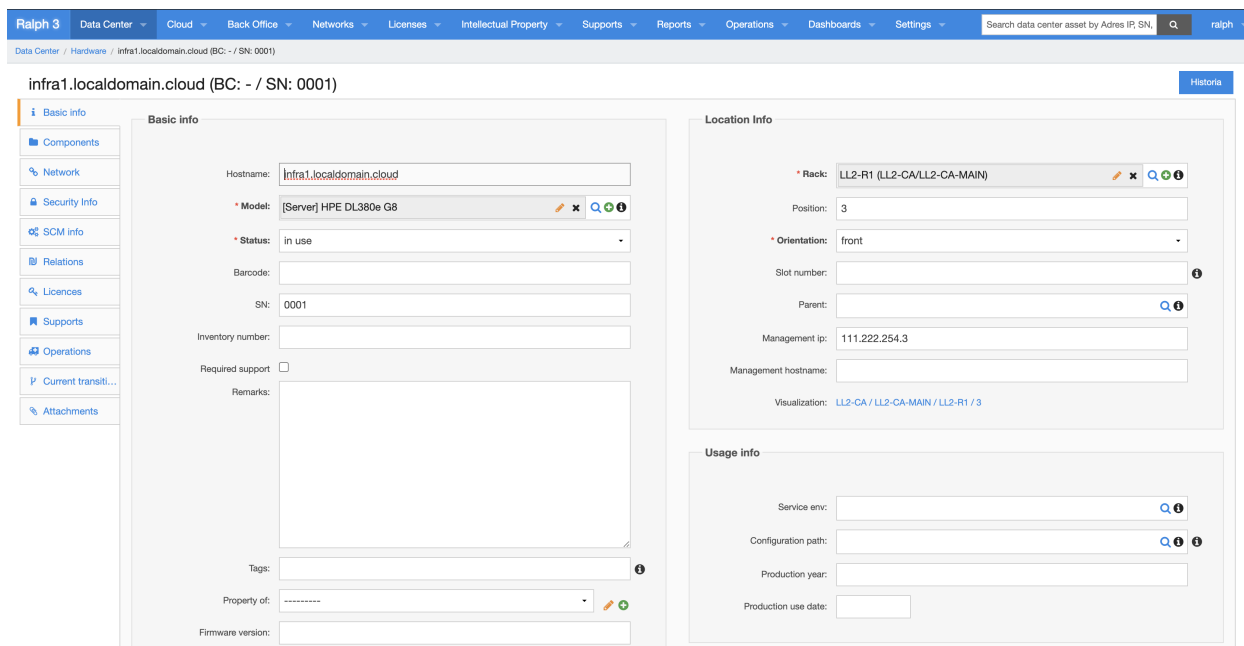 Ralph 3 Data Center Cloud Back Office Networks Licenses Intellectual Property Supports Reports Operations Dashboards Settings Search data center asset by Adres IP, SN, ralph
Data Center / Hardware / infra1.localdomain.cloud (BC: - / SN: 0001)
infra1.localdomain.cloud (BC: - / SN: 0001) Historia
Basic info
Components
Network
Security Info
SCM info
Relations
Licences
Supports
Operations
Current transiti...
Attachments
Basic info
Hostname: infra1.localdomain.cloud
* Model: [Server] HPE DL380e G8
* Status: in use
Barcode:
SN: 0001
Inventory number:
Required support
Remarks:
Tags:
Property of: ---------
Firmware version:
Location Info
* Rack: LL2-R1 (LL2-CA/LL2-CA-MAIN)
Position: 3
* Orientation: front
Slot number:
Parent:
Management ip: 111.222.254.3
Management hostname:
Visualization: LL2-CA / LL2-CA-MAIN / LL2-R1 / 3
Usage info
Service env:
Configuration path:
Production year:
Production use date: